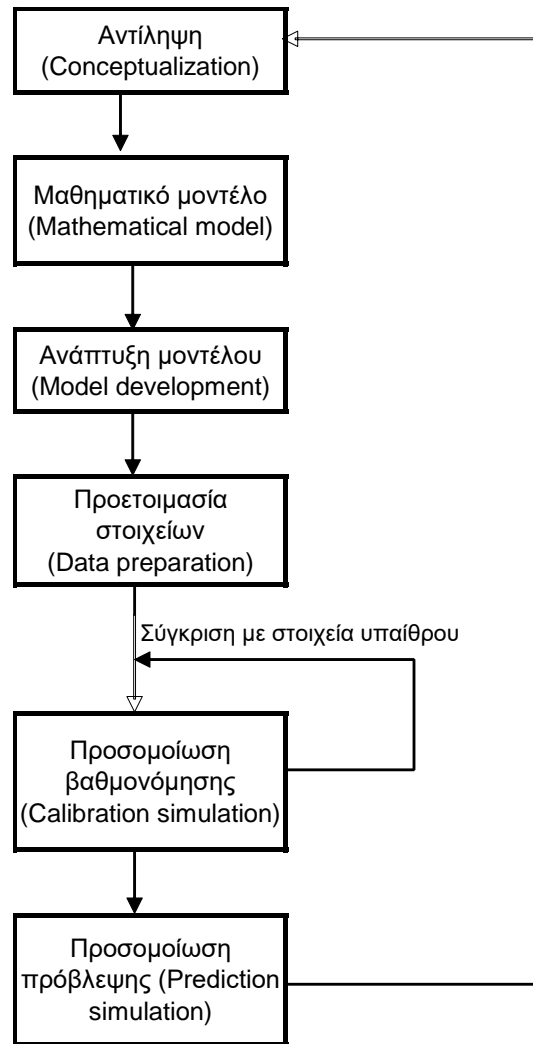 Αντίληψη
(Conceptualization)
Μαθηματικό μοντέλο
(Mathematical model)
Ανάπτυξη μοντέλου
(Model development)
Προετοιμασία
στοιχείων
(Data preparation)
Σύγκριση με στοιχεία υπαίθρου
Προσομοίωση
βαθμονόμησης
(Calibration simulation)
Προσομοίωση
πρόβλεψης (Prediction
simulation)